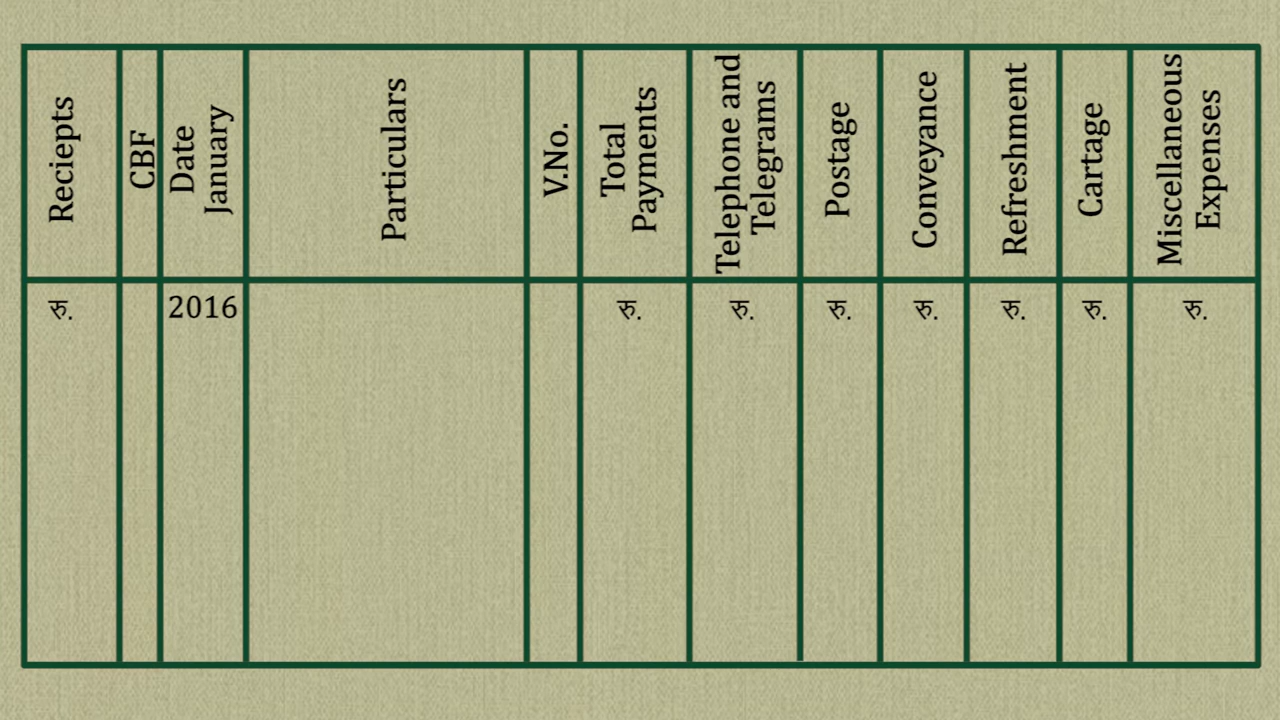 Reciepts
CBF
Date
January
Particulars
V.No.
Total
Payments
Telephone and
Telegrams
Postage
Conveyance
Refreshment
Cartage
Miscellaneous
Expenses
रु. 2016 रु. रु. रु. रु. रु. रु. रु.